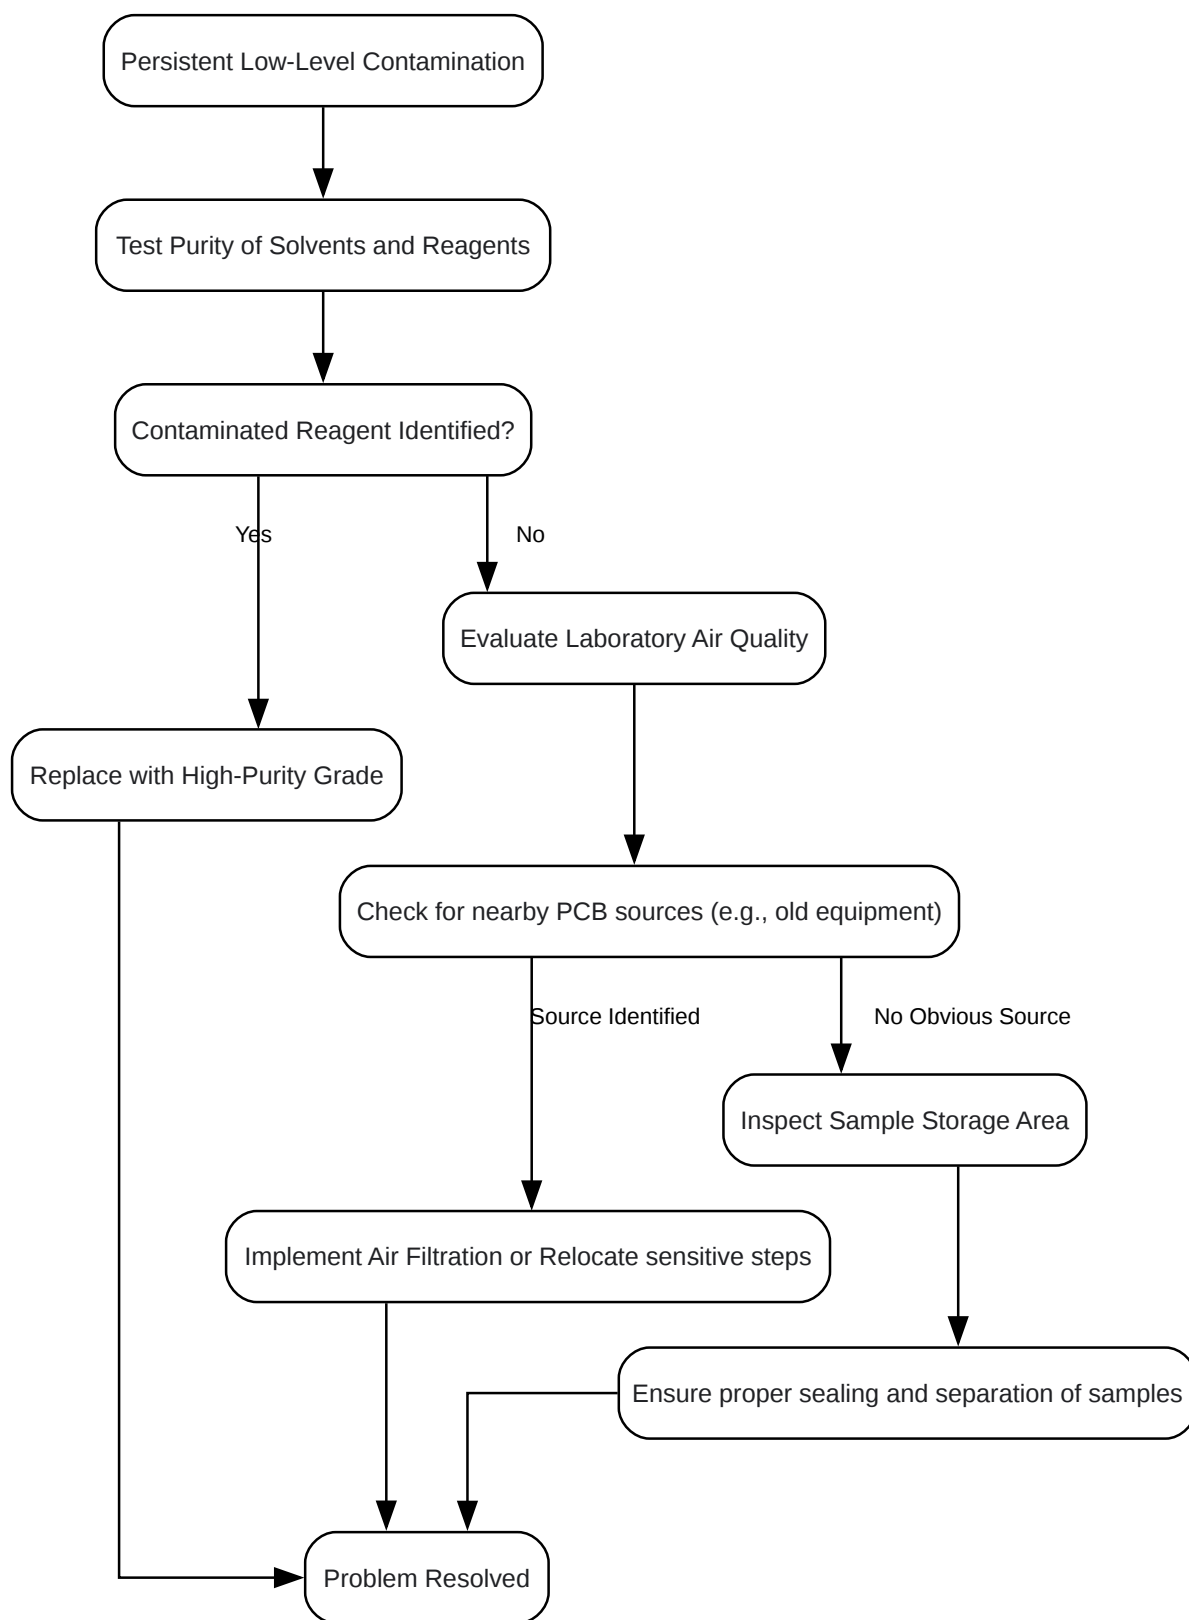 Persistent Low-Level Contamination
Test Purity of Solvents and Reagents
Contaminated Reagent Identified?
Yes
No
Evaluate Laboratory Air Quality
Replace with High-Purity Grade
Check for nearby PCB sources (e.g., old equipment)
Source Identified
No Obvious Source
Inspect Sample Storage Area
Implement Air Filtration or Relocate sensitive steps
Ensure proper sealing and separation of samples
Problem Resolved